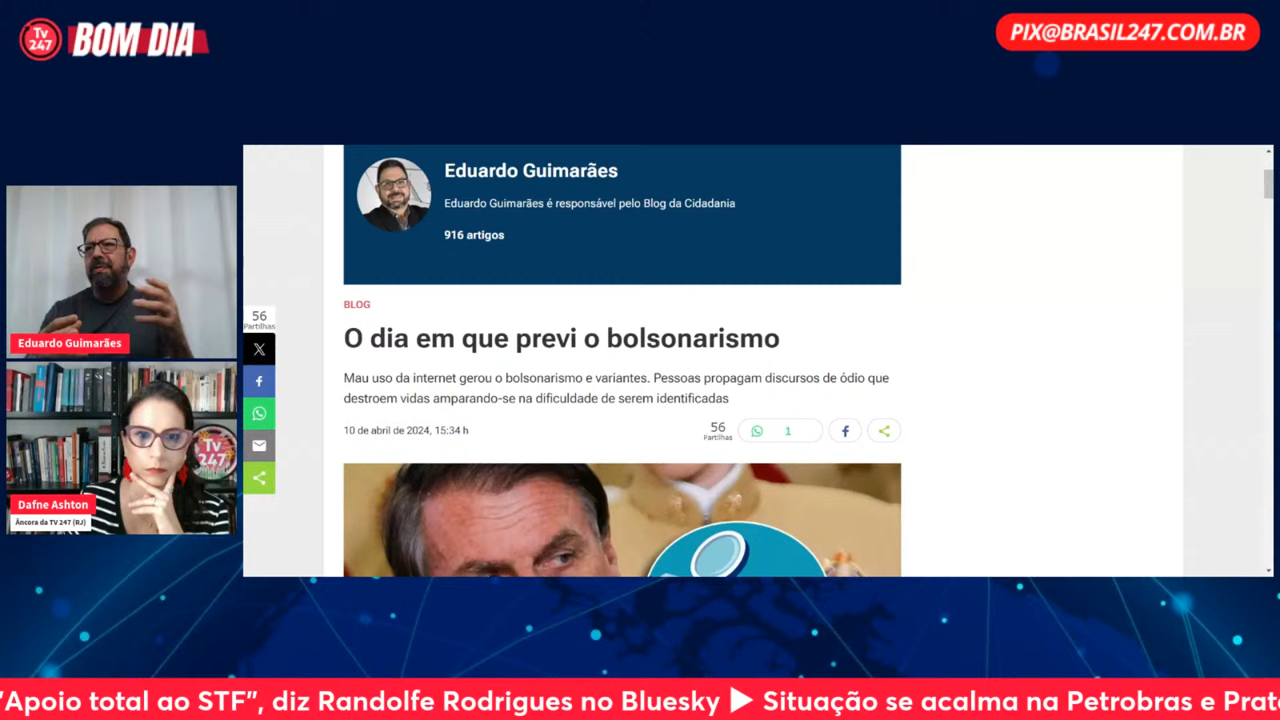 Tv 247
BOM DIA
PIX@BRASIL247.COM.BR
Eduardo Guimarães
Eduardo Guimarães é responsável pelo Blog da Cidadania
916 artigos
BLOG
56
Partilhas
O dia em que previ o bolsonarismo
Mau uso da internet gerou o bolsonarismo e variantes. Pessoas propagam discursos de ódio que
destroem vidas amparando-se na dificuldade de serem identificadas
10 de abril de 2024, 15:34 h
56
Partilhas
1
Eduardo Guimarães
Tv
247
Dafne Ashton
Âncora da TV 247 (RJ)
"Apoio total ao STF", diz Randolfe Rodrigues no Bluesky ▶ Situação se acalma na Petrobras e Prat